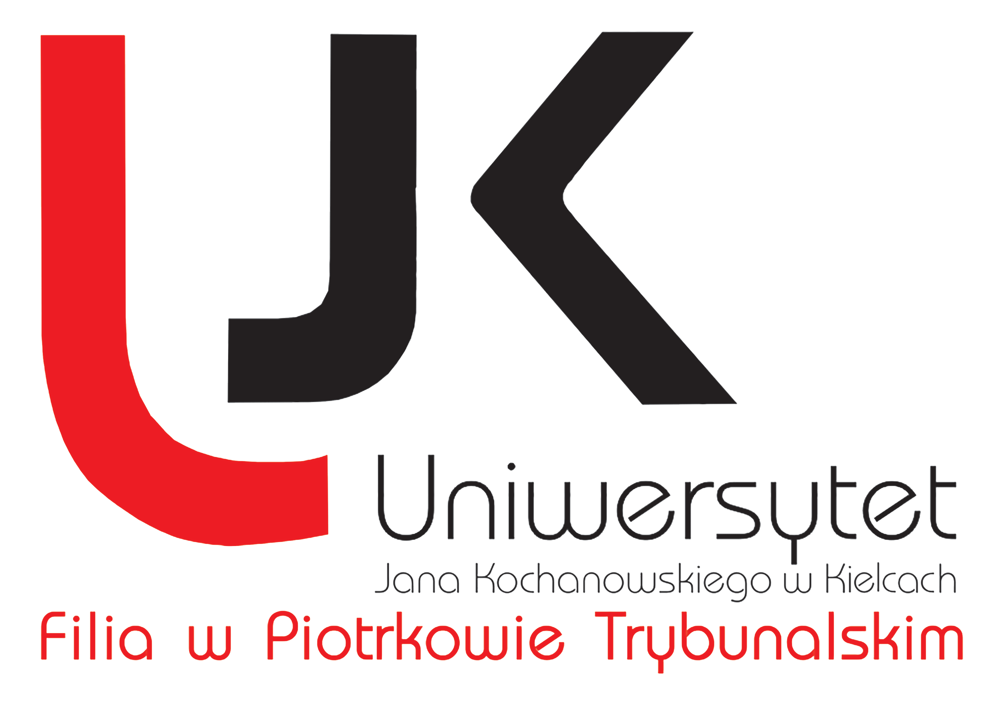 UJK
Uniwersytet
Jana Kochanowskiego w Kielcach
Filia w Piotrkowie Trybunalskim